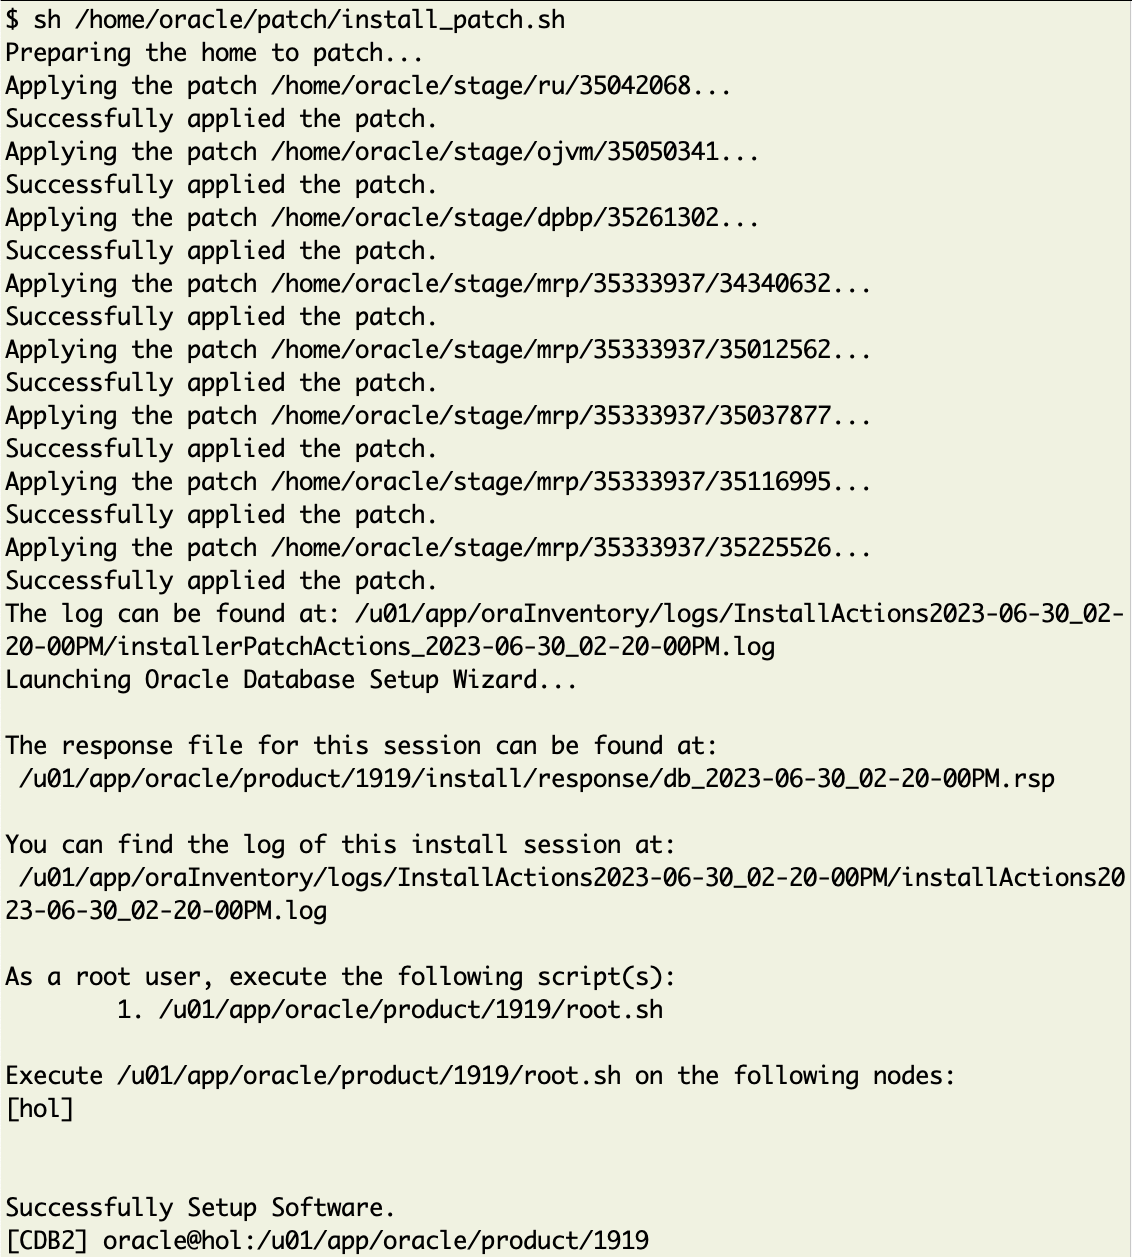 $ sh /home/oracle/patch/install_patch.sh
Preparing the home to patch...
Applying the patch /home/oracle/stage/ru/35042068...
Successfully applied the patch.
Applying the patch /home/oracle/stage/ojvm/35050341...
Successfully applied the patch.
Applying the patch /home/oracle/stage/dpbp/35261302...
Successfully applied the patch.
Applying the patch /home/oracle/stage/mrp/35333937/34340632...
Successfully applied the patch.
Applying the patch /home/oracle/stage/mrp/35333937/35012562...
Successfully applied the patch.
Applying the patch /home/oracle/stage/mrp/35333937/35037877...
Successfully applied the patch.
Applying the patch /home/oracle/stage/mrp/35333937/35116995...
Successfully applied the patch.
Applying the patch /home/oracle/stage/mrp/35333937/35225526...
Successfully applied the patch.
The log can be found at: /u01/app/oraInventory/logs/InstallActions2023-06-30_02-
20-00PM/installerPatchActions_2023-06-30_02-20-00PM.log
Launching Oracle Database Setup Wizard...

The response file for this session can be found at:
 /u01/app/oracle/product/1919/install/response/db_2023-06-30_02-20-00PM.rsp

You can find the log of this install session at:
 /u01/app/oraInventory/logs/InstallActions2023-06-30_02-20-00PM/installActions20
23-06-30_02-20-00PM.log

As a root user, execute the following script(s):
        1. /u01/app/oracle/product/1919/root.sh

Execute /u01/app/oracle/product/1919/root.sh on the following nodes:
[hol]


Successfully Setup Software.
[CDB2] oracle@hol:/u01/app/oracle/product/1919